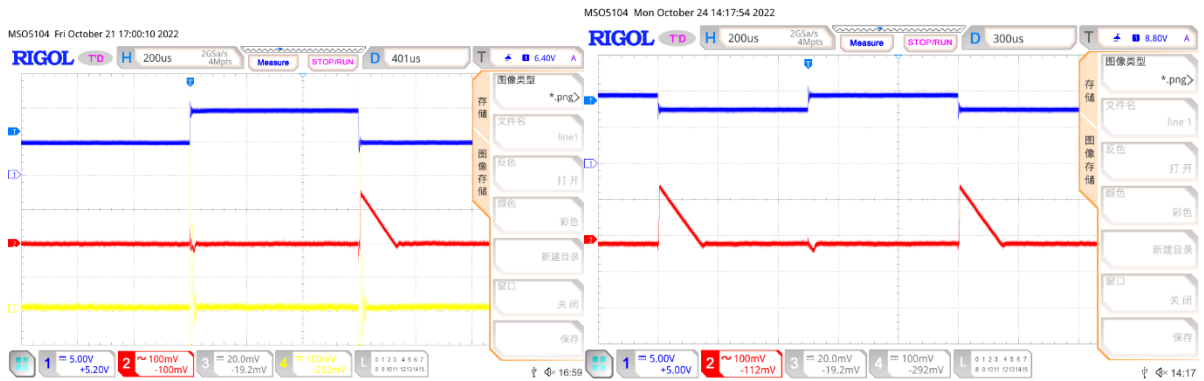 MSO5104 Fri October 21 17:00:10 2022
RIGOL T'D H 200us 2GSa/s 4Mpts Measure STOP/RUN D 401us T 1 6.40V A
T
1
2
存储
图像存储
图像类型
*.png>
文件名
line1
反色
打开
颜色
彩色
新建目录
窗口
关闭
保存
1 5.00V +5.20V 2 100mV -100mV 3 20.0mV -19.2mV 4 100mV -292mV L 0 1 2 3 4 5 6 7
8 9 10 11 12 13 14 15
16:59
MSO5104 Mon October 24 14:17:54 2022
RIGOL T'D H 200us 2GSa/s 4Mpts Measure STOP/RUN D 300us T 1 8.80V A
T
1
2
存储
图像存储
图像类型
*.png>
文件名
line 1
反色
打开
颜色
彩色
新建目录
窗口
关闭
保存
1 5.00V +5.00V 2 100mV -112mV 3 20.0mV -19.2mV 4 100mV -292mV L 0 1 2 3 4 5 6 7
8 9 10 11 12 13 14 15
14:17